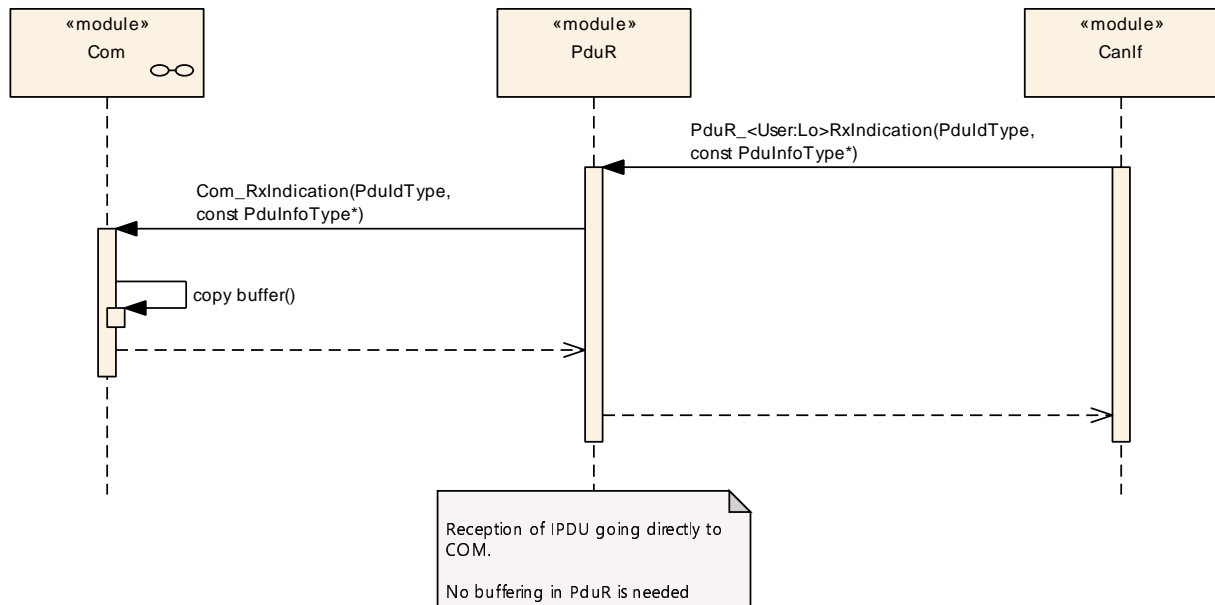 «module»
Com
«module»
PduR
«module»
CanIf
PduR_<User:Lo>RxIndication(PduIdType,
const PduInfoType*)
Com_RxIndication(PduIdType,
const PduInfoType*)
copy buffer()
Reception of IPDU going directly to
COM.
No buffering in PduR is needed